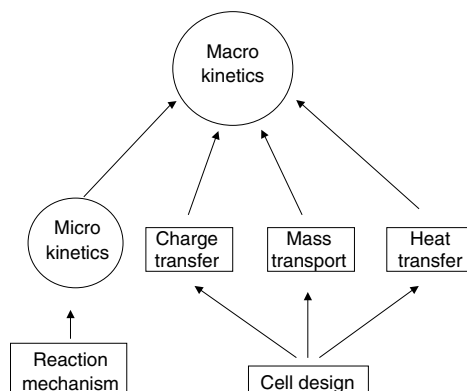 Macro
kinetics
Micro
kinetics
Charge
transfer
Mass
transport
Heat
transfer
Reaction
mechanism
Cell design